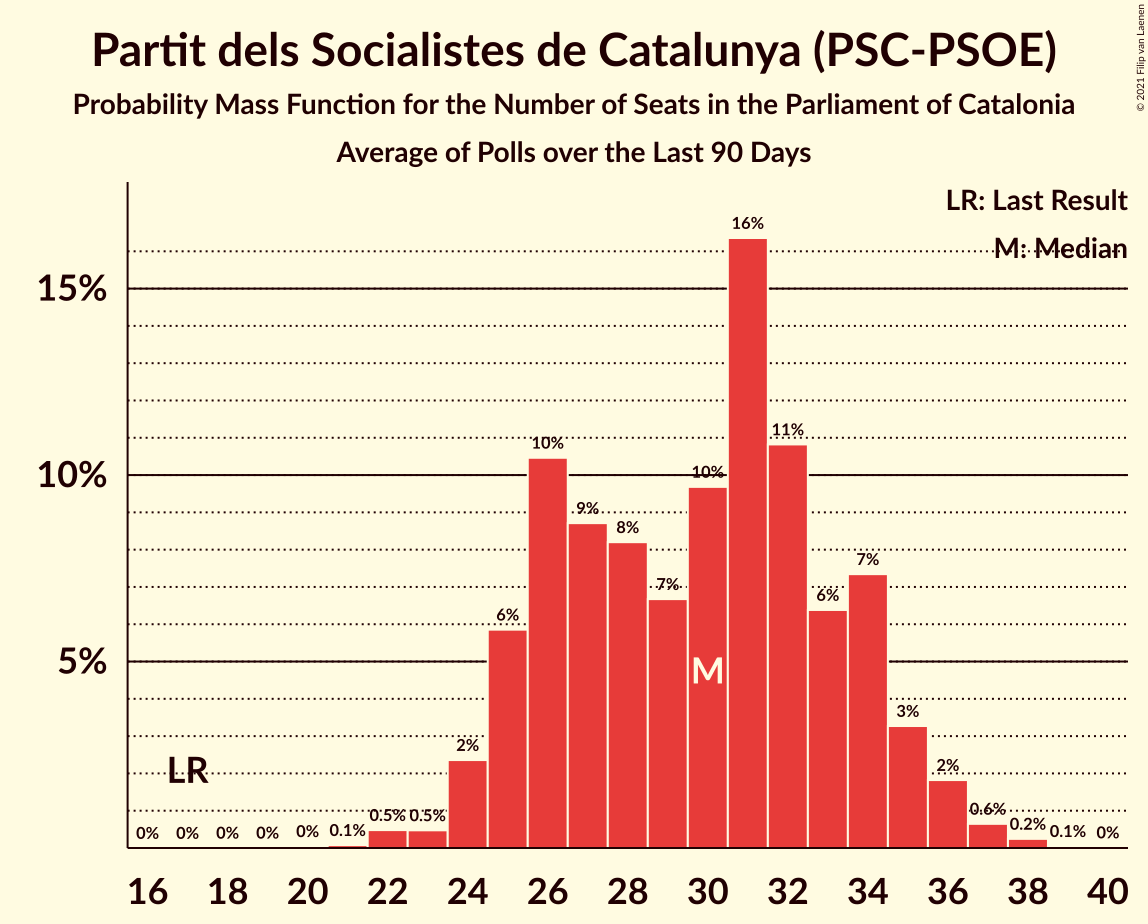 Partit dels Socialistes de Catalunya (PSC-PSOE)
Probability Mass Function for the Number of Seats in the Parliament of Catalonia
Average of Polls over the Last 90 Days
© 2021 Filip van Laenen
LR: Last Result
M: Median
15%
10%
5%
16%
11%
10%
10%
9%
8%
7%
7%
6%
6%
3%
2%
2%
0% 0% 0% 0% 0% 0.1% 0.5% 0.5% 0.6% 0.2% 0.1% 0%
M
LR
16 18 20 22 24 26 28 30 32 34 36 38 40